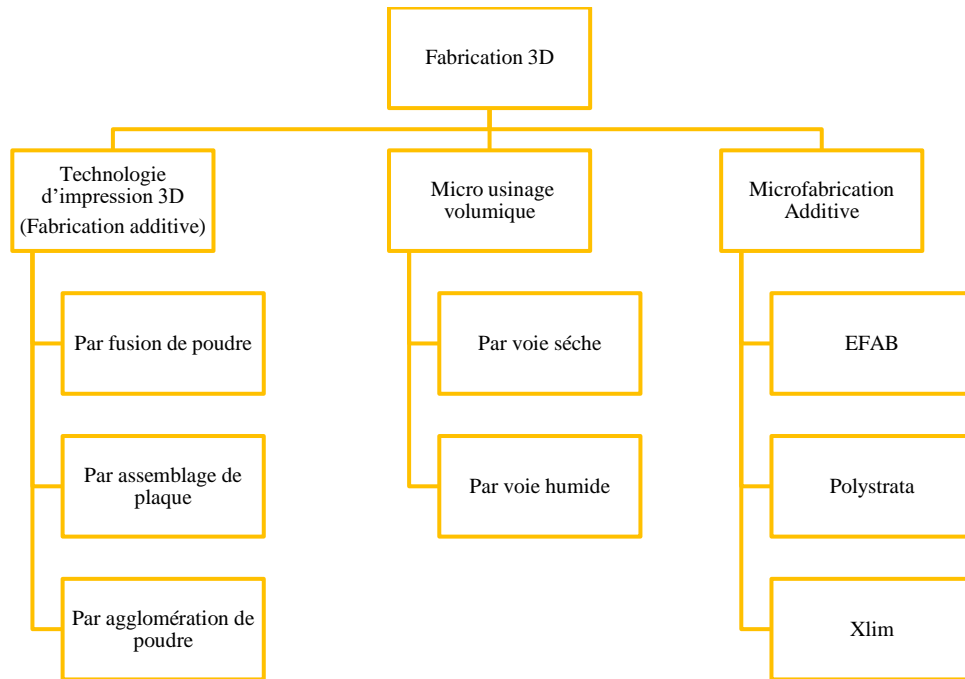 Fabrication 3D
Technologie
d’impression 3D
(Fabrication additive)
Micro usinage
volumique
Microfabrication
Additive
Par fusion de poudre
Par voie séche
EFAB
Par assemblage de
plaque
Par voie humide
Polystrata
Par agglomération de
poudre
Xlim